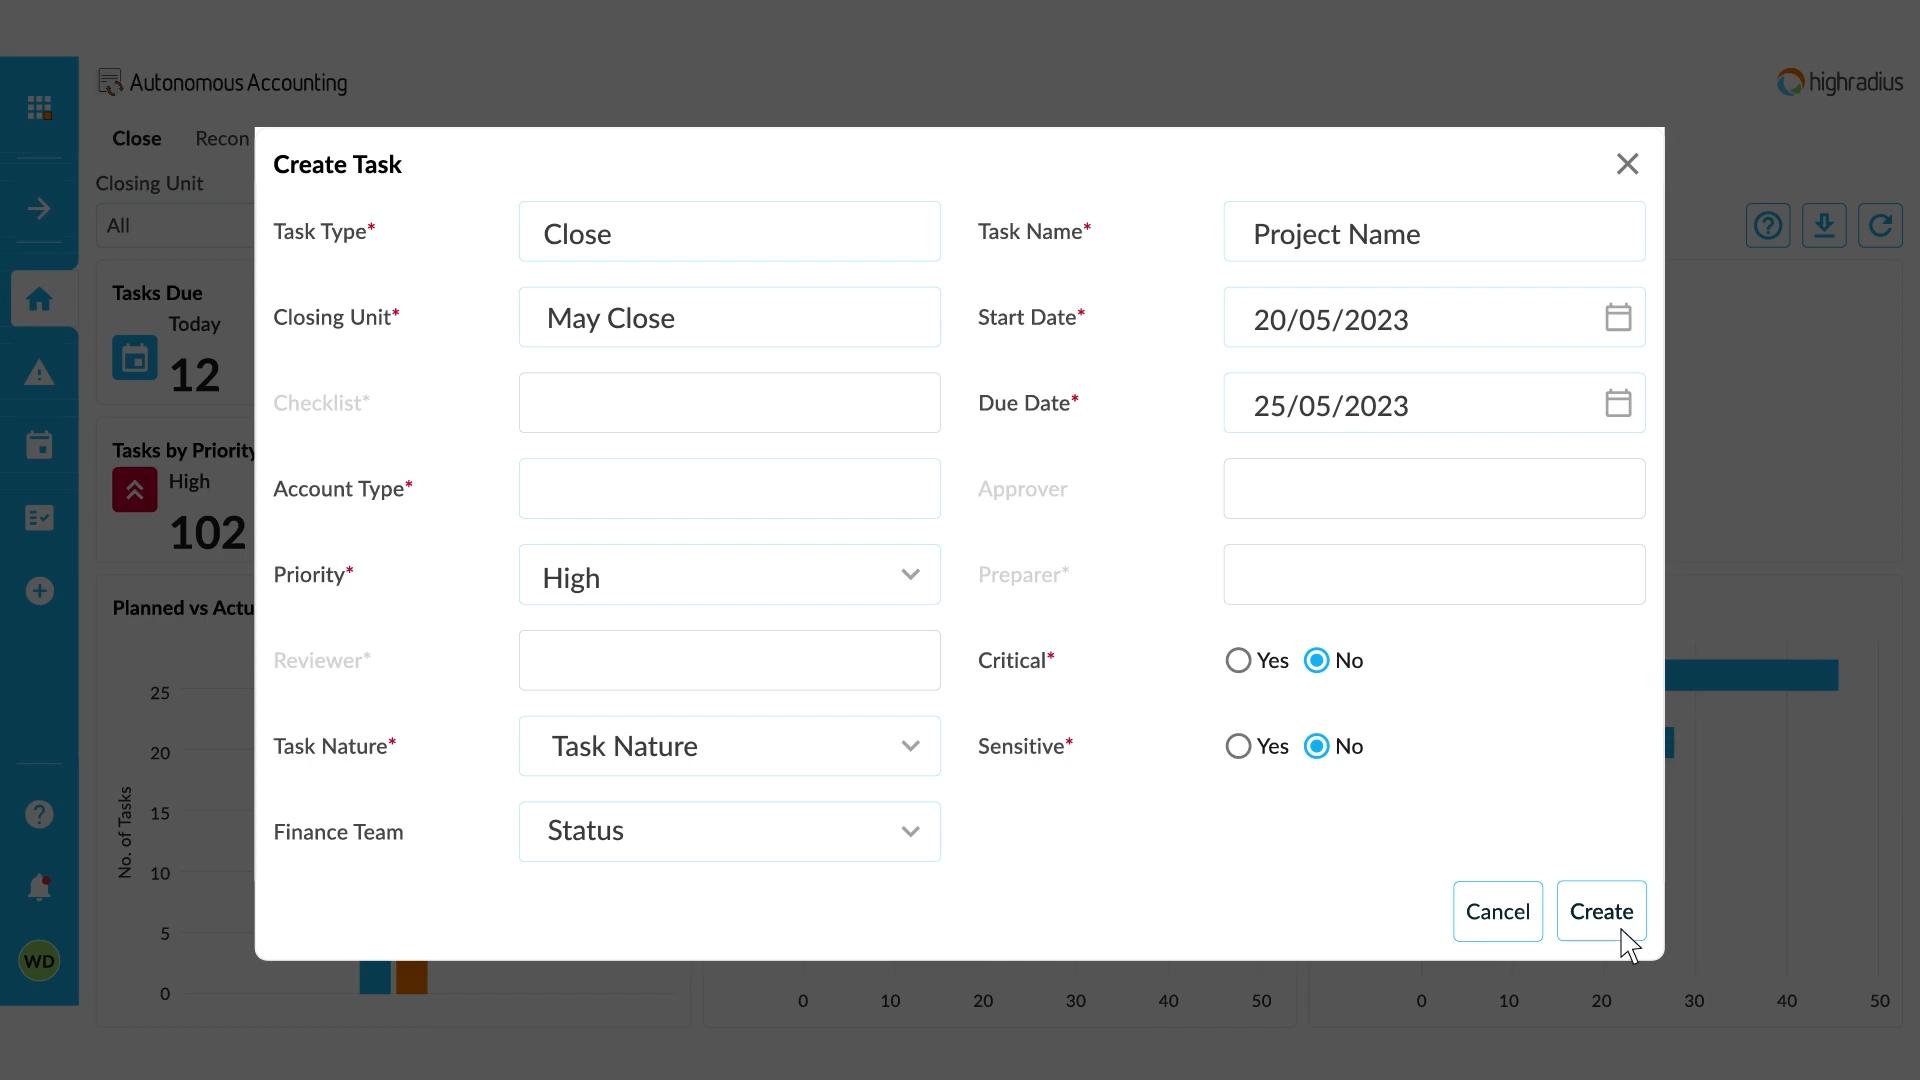 Autonomous Accounting
highradius
Close Recon
Closing Unit
All
Tasks Due
Today
12
Tasks by Priority
High
102
Planned vs Actu
No. of Tasks
25
20
15
10
5
0
WD
Create Task
Task Type* Close
Task Name* Project Name
Closing Unit* May Close
Start Date* 20/05/2023
Checklist*
Due Date* 25/05/2023
Account Type*
Approver
Priority* High
Preparer*
Reviewer*
Critical* Yes No
Task Nature* Task Nature
Sensitive* Yes No
Finance Team Status
Cancel Create
0 10 20 30 40 50
0 10 20 30 40 50